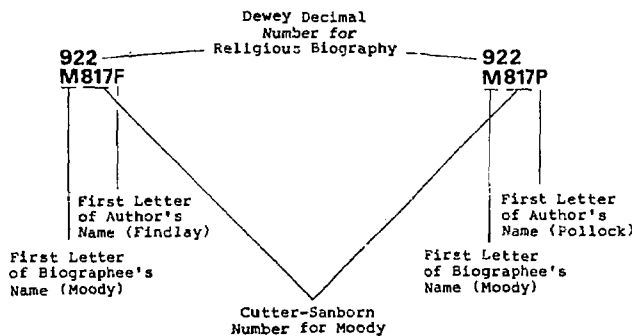 Dewey Decimal
Number for
Religious Biography
922
M817F
922
M817P
First Letter
of Author's
Name (Findlay)
First Letter
of Biographee's
Name (Moody)
First Letter
of Author's
Name (Pollock)
First Letter
of Biographee's
Name (Moody)
Cutter-Sanborn
Number for Moody